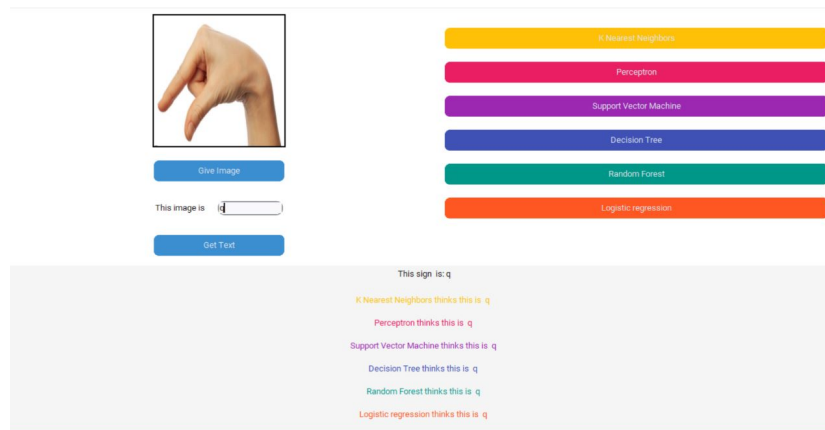 K Nearest Neighbors
Perceptron
Support Vector Machine
Decision Tree
Random Forest
Logistic regression
Give Image
This image is q
Get Text
This sign is: q
K Nearest Neighbors thinks this is q
Perceptron thinks this is q
Support Vector Machine thinks this is q
Decision Tree thinks this is q
Random Forest thinks this is q
Logistic regression thinks this is q